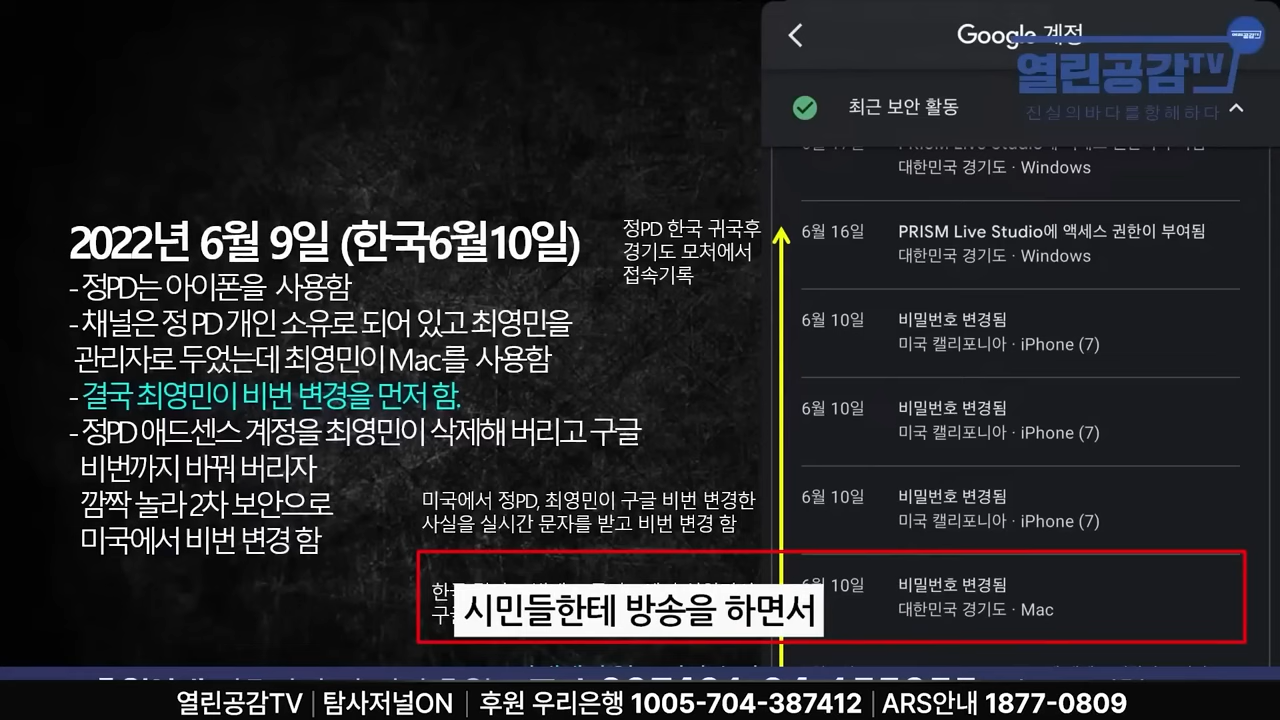 Google 계정
열린공감TV
진실의바다를항해하다
최근 보안 활동
대한민국 경기도 · Windows
2022년 6월 9일 (한국6월10일)
- 정PD는 아이폰을 사용함
- 채널은 정 PD 개인 소유로 되어 있고 최영민을
관리자로 두었는데 최영민이 Mac를 사용함
- 결국 최영민이 비번 변경을 먼저 함.
- 정PD 애드센스 계정을 최영민이 삭제해 버리고 구글
비번까지 바꿔 버리자
깜짝 놀라 2차 보안으로
미국에서 비번 변경 함
정PD 한국 귀국후
경기도 모처에서
접속기록
6월 16일 PRISM Live Studio에 액세스 권한이 부여됨
대한민국 경기도 · Windows
6월 10일 비밀번호 변경됨
미국 캘리포니아 · iPhone (7)
6월 10일 비밀번호 변경됨
미국 캘리포니아 · iPhone (7)
6월 10일 비밀번호 변경됨
미국 캘리포니아 · iPhone (7)
미국에서 정PD, 최영민이 구글 비번 변경한
사실을 실시간 문자를 받고 비번 변경 함
6월 10일 비밀번호 변경됨
대한민국 경기도 · Mac
시민들한테 방송을 하면서
열린공감TV | 탐사저널ON | 후원 우리은행 1005-704-387412 | ARS안내 1877-0809